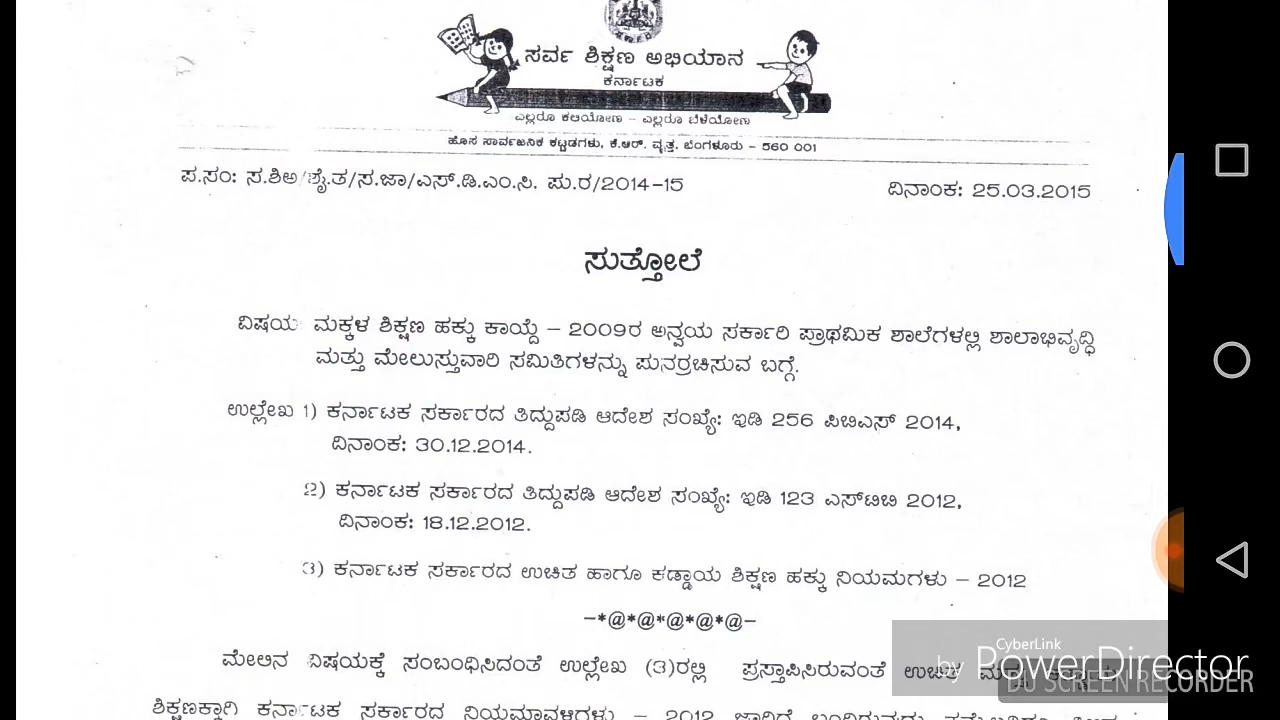 ಸರ್ವ ಶಿಕ್ಷಣ ಅಭಿಯಾನ
ಕರ್ನಾಟಕ
ಎಲ್ಲರೂ ಕಲಿಯೋಣ – ಎಲ್ಲರೂ ಬೆಳೆಯೋಣ
ಹೊಸ ಸಾರ್ವಜನಿಕ ಕಟ್ಟಡಗಳು, ಕೆ.ಆರ್. ವೃತ್ತ, ಬೆಂಗಳೂರು – 560 001
ಪ.ಸಂ: ಸ.ಶಿಅ/ಶೈ.ತ/ಸ.ಜಾ/ಎಸ್.ಡಿ.ಎಂ.ಸಿ. ಪು.ರ/2014-15 ದಿನಾಂಕ: 25.03.2015
ಸುತ್ತೋಲೆ
ವಿಷಯ: ಮಕ್ಕಳ ಶಿಕ್ಷಣ ಹಕ್ಕು ಕಾಯ್ದೆ – 2009ರ ಅನ್ವಯ ಸರ್ಕಾರಿ ಪ್ರಾಥಮಿಕ ಶಾಲೆಗಳಲ್ಲಿ ಶಾಲಾಭಿವೃದ್ಧಿ
ಮತ್ತು ಮೇಲುಸ್ತುವಾರಿ ಸಮಿತಿಗಳನ್ನು ಪುನರ್ರಚಿಸುವ ಬಗ್ಗೆ.
ಉಲ್ಲೇಖ 1) ಕರ್ನಾಟಕ ಸರ್ಕಾರದ ತಿದ್ದುಪಡಿ ಆದೇಶ ಸಂಖ್ಯೆ: ಇಡಿ 256 ಪಿಬಿಎಸ್ 2014,
ದಿನಾಂಕ: 30.12.2014.
2) ಕರ್ನಾಟಕ ಸರ್ಕಾರದ ತಿದ್ದುಪಡಿ ಆದೇಶ ಸಂಖ್ಯೆ: ಇಡಿ 123 ಎಸ್‌ಟಿಬಿ 2012,
ದಿನಾಂಕ: 18.12.2012.
3) ಕರ್ನಾಟಕ ಸರ್ಕಾರದ ಉಚಿತ ಹಾಗೂ ಕಡ್ಡಾಯ ಶಿಕ್ಷಣ ಹಕ್ಕು ನಿಯಮಗಳು – 2012
–*@*@*@*@*@–
ಮೇಲಿನ ವಿಷಯಕ್ಕೆ ಸಂಬಂಧಿಸಿದಂತೆ ಉಲ್ಲೇಖ (3)ರಲ್ಲಿ ಪ್ರಸ್ತಾಪಿಸಿರುವಂತೆ ಉಚಿತ
ಶಿಕ್ಷಣಕ್ಕಾಗಿ ಕರ್ನಾಟಕ ಸರ್ಕಾರದ ನಿಯಮಾವಳಿಗಳು – 2012
CyberLink
by PowerDirector
DU SCREEN RECORDER